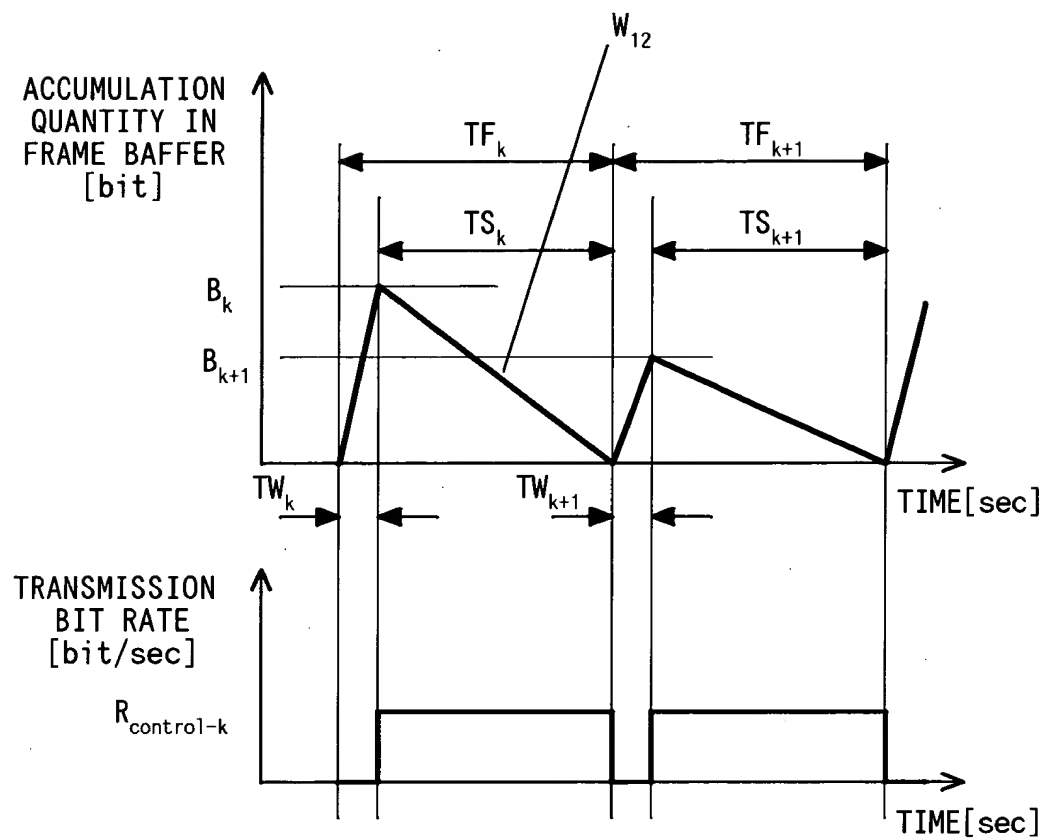 W12
ACCUMULATION
QUANTITY IN
FRAME BAFFER
[bit]
TFk
TFk+1
TSk
TSk+1
Bk
Bk+1
TWk
TWk+1
TIME[sec]
TRANSMISSION
BIT RATE
[bit/sec]
Rcontrol-k
TIME[sec]